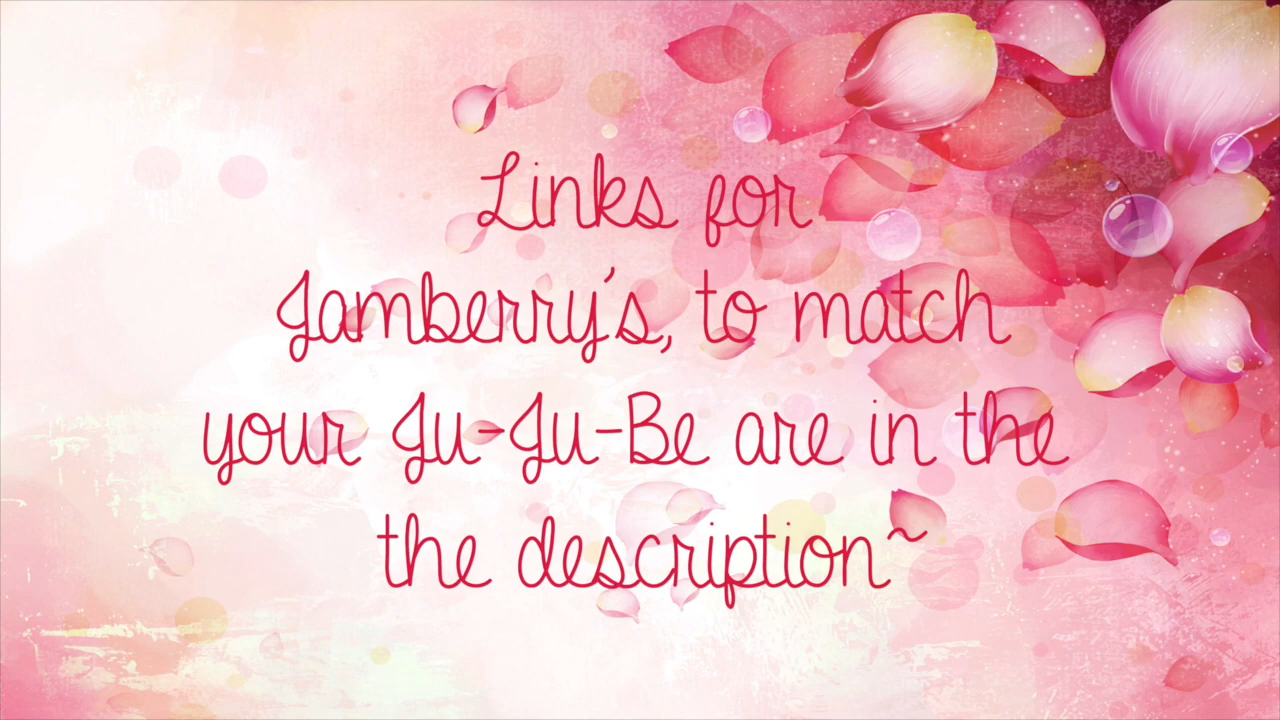 Links for
Jamberry's, to match
your Ju-Ju-Be are in the
the description~